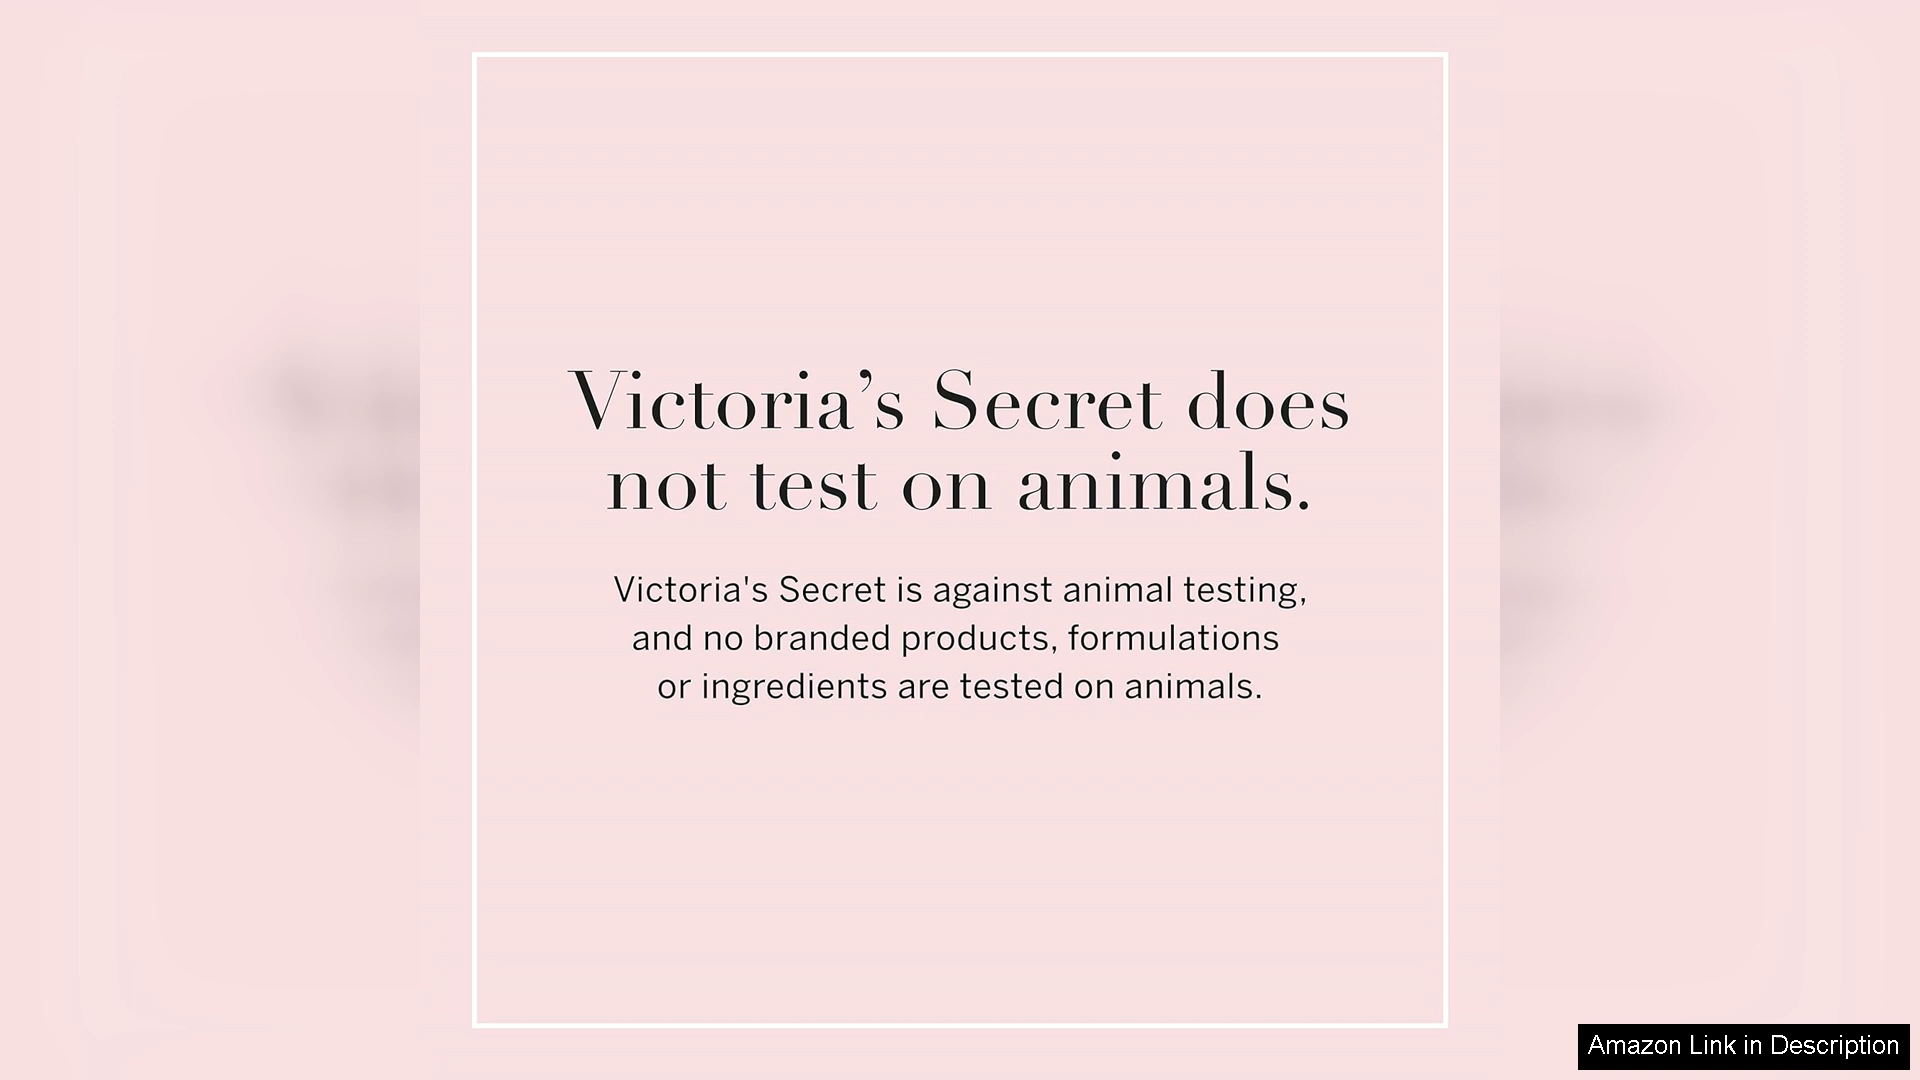 Victoria’s Secret does
not test on animals.
Victoria's Secret is against animal testing,
and no branded products, formulations
or ingredients are tested on animals.
Amazon Link in Description